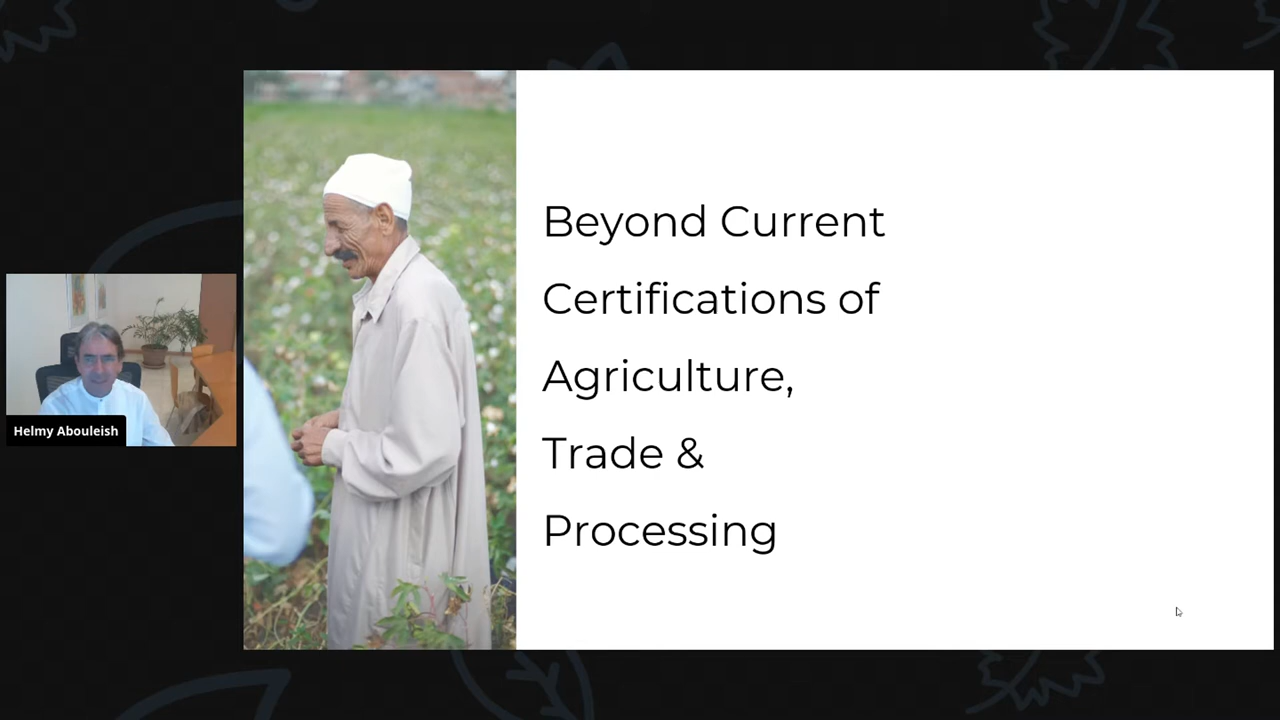 Beyond Current
Certifications of
Agriculture,
Trade &
Processing
Helmy Abouleish